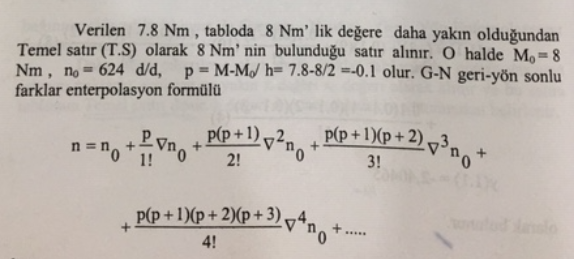 Verilen 7.8 Nm , tabloda 8 Nm' lik değere daha yakın olduğundan
Temel satır (T.S) olarak 8 Nm' nin bulunduğu satır alınır. O halde M₀ = 8
Nm , n₀ = 624 d/d, p = M-M₀/ h= 7.8-8/2 =-0.1 olur. G-N geri-yön sonlu
farklar enterpolasyon formülü
n = n₀ + p/1! ∇n₀ + p(p+1)/2! ∇²n₀ + p(p+1)(p+2)/3! ∇³n₀ +
+ p(p+1)(p+2)(p+3)/4! ∇⁴n₀ + .....